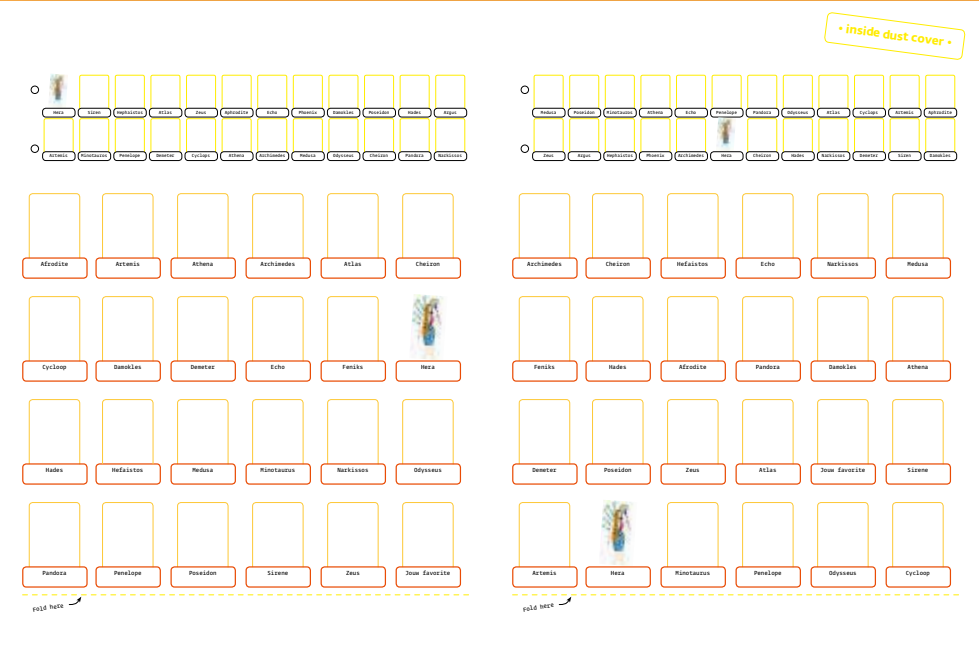 • inside dust cover •
Hera Siren Hephaistos Atlas Zeus Aphrodite Echo Phoenix Damokles Poseidon Hades Argus
Artemis Minotaurus Penelope Demeter Cyclops Athena Archimedes Medusa Odysseus Cheiron Pandora Narkissos
Medusa Poseidon Minotaurus Athena Echo Penelope Pandora Odysseus Atlas Cyclops Artemis Aphrodite
Zeus Argus Hephaistos Phoenix Archimedes Hera Cheiron Hades Narkissos Demeter Siren Damokles
Afrodite Artemis Athena Archimedes Atlas Cheiron
Cycloop Damokles Demeter Echo Feniks Hera
Hades Hefaistos Medusa Minotaurus Narkissos Odysseus
Pandora Penelope Poseidon Sirene Zeus Jouw favorite
Fold here
Archimedes Cheiron Hefaistos Echo Narkissos Medusa
Feniks Hades Afrodite Pandora Damokles Athena
Demeter Poseidon Zeus Atlas Jouw favorite Sirene
Artemis Hera Minotaurus Penelope Odysseus Cycloop
Fold here